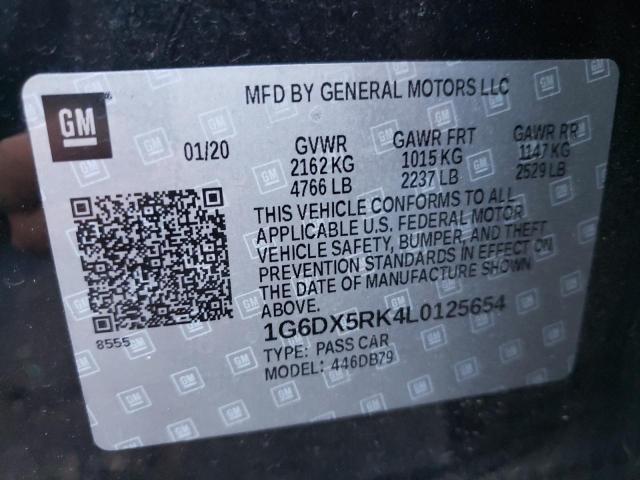 GM
MFD BY GENERAL MOTORS LLC
01/20
GVWR GAWR FRT GAWR RR
2162 KG 1015 KG 1147 KG
4766 LB 2237 LB 2529 LB
THIS VEHICLE CONFORMS TO ALL
APPLICABLE U.S. FEDERAL MOTOR
VEHICLE SAFETY, BUMPER, AND THEFT
PREVENTION STANDARDS IN EFFECT ON
THE DATE OF MANUFACTURE SHOWN
ABOVE.
8555
1G6DX5RK4L0125654
TYPE: PASS CAR
MODEL: 446DB79